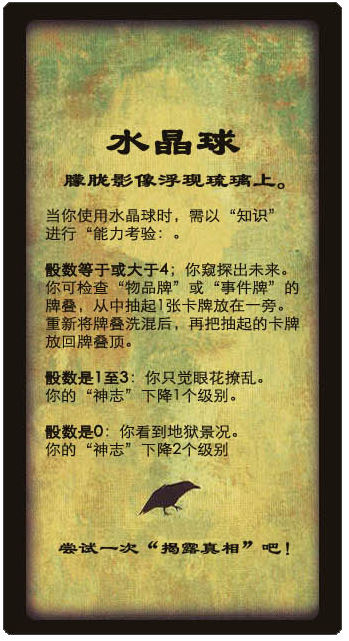 水晶球
朦胧影像浮现琉璃上。
当你使用水晶球时，需以“知识”
进行“能力考验：。
骰数等于或大于4；你窥探出未来。
你可检查“物品牌”或“事件牌”的
牌叠，从中抽起1张卡牌放在一旁。
重新将牌叠洗混后，再把抽起的卡牌
放回牌叠顶。
骰数是1至3：你只觉眼花撩乱。
你的“神志”下降1个级别。
骰数是0：你看到地狱景况。
你的“神志”下降2个级别
尝试一次“揭露真相”吧！